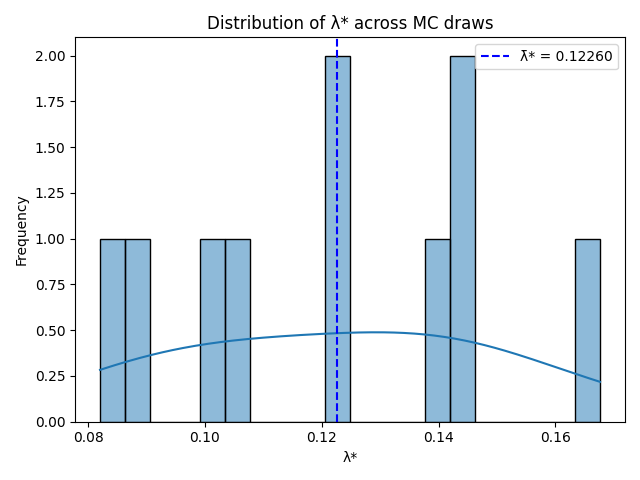 Distribution of λ* across MC draws
λ̄* = 0.12260
2.00
1.75
1.50
1.25
1.00
0.75
0.50
0.25
0.00
Frequency
0.08 0.10 0.12 0.14 0.16
λ*